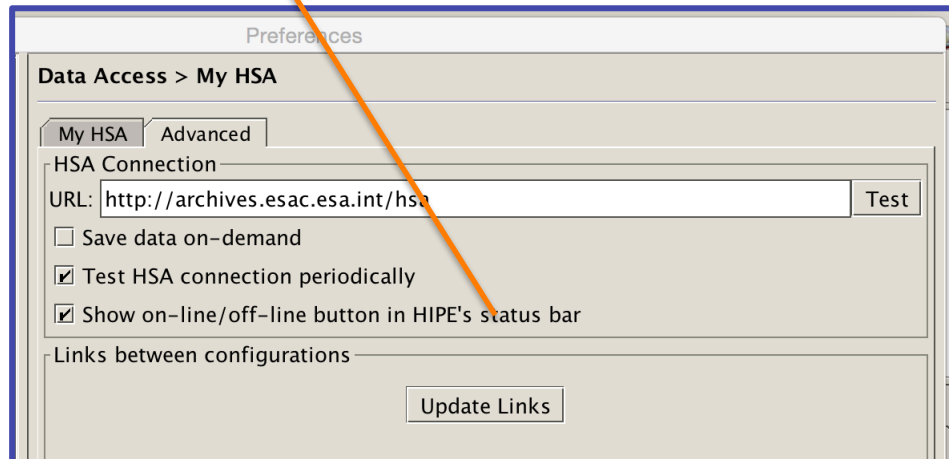 Preferences
Data Access > My HSA
My HSA Advanced
HSA Connection
URL: http://archives.esac.esa.int/hsa Test
Save data on-demand
Test HSA connection periodically
Show on-line/off-line button in HIPE's status bar
Links between configurations
Update Links